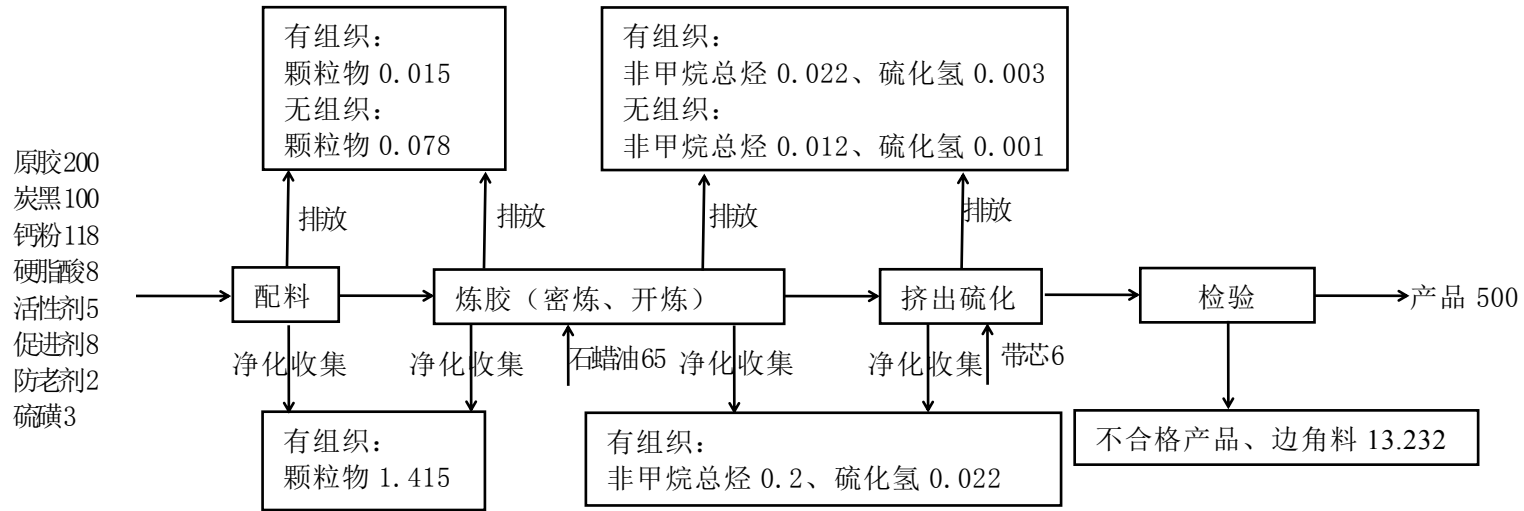 有组织：
颗粒物 0.015
无组织：
颗粒物 0.078
有组织：
非甲烷总烃 0.022、硫化氢 0.003
无组织：
非甲烷总烃 0.012、硫化氢 0.001
原胶200
炭黑100
钙粉118
硬脂酸8
活性剂5
促进剂8
防老剂2
硫磺3
排放
排放
排放
排放
配料
炼胶（密炼、开炼）
挤出硫化
检验
产品 500
净化收集
净化收集
石蜡油65
净化收集
净化收集
带芯6
有组织：
颗粒物 1.415
有组织：
非甲烷总烃 0.2、硫化氢 0.022
不合格产品、边角料 13.232